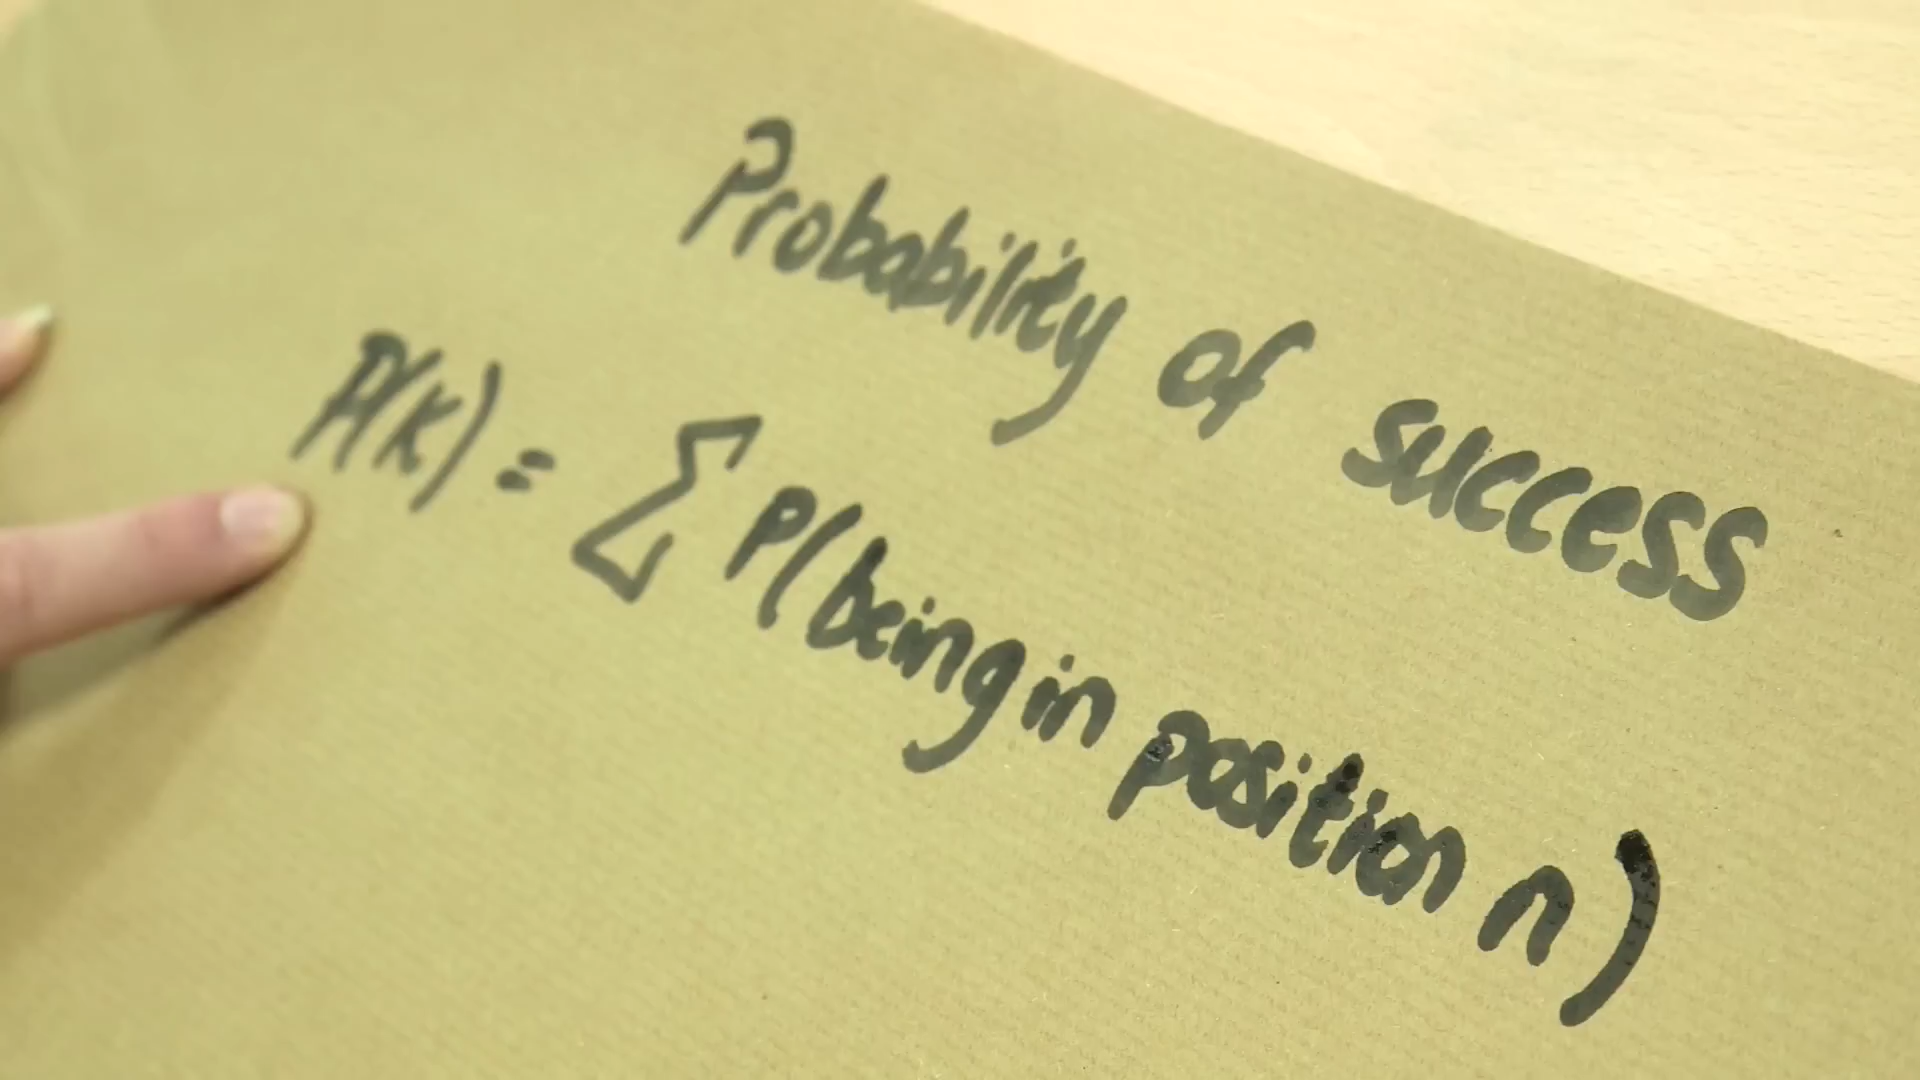 Probability of success
P(K) = ∑ P(being in position n)